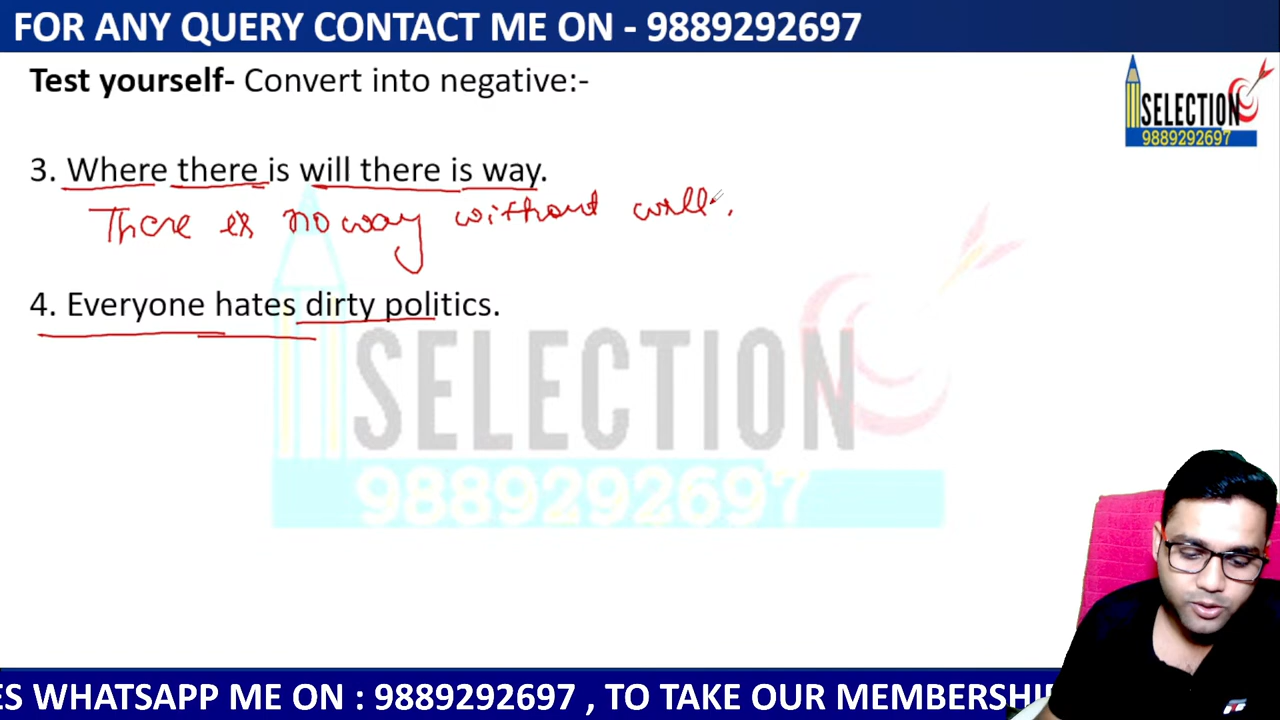 FOR ANY QUERY CONTACT ME ON - 9889292697
Test yourself- Convert into negative:-
SELECTION
9889292697
3. Where there is will there is way.
There is no way without will.
4. Everyone hates dirty politics.
SELECTION
9889292697
ES WHATSAPP ME ON : 9889292697 , TO TAKE OUR MEMBERSHI